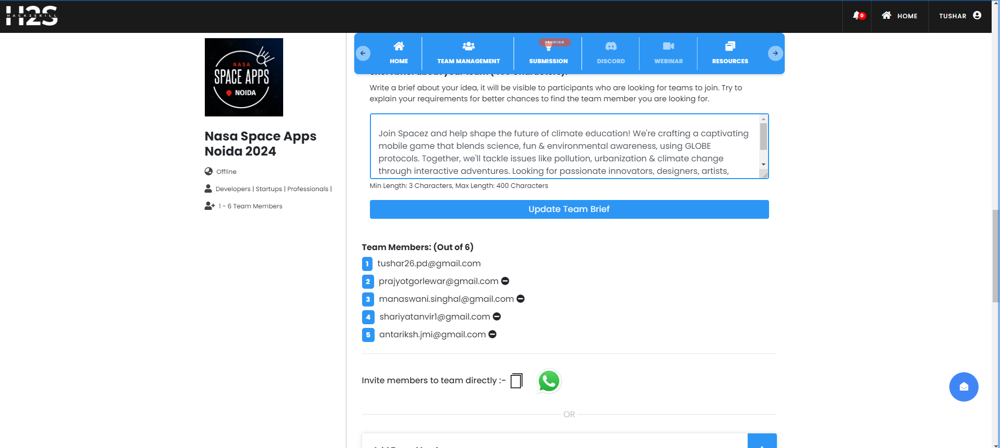 H2S
HACK2SKILL
0
HOME
TUSHAR
NASA
SPACE APPS
NOIDA
Nasa Space Apps
Noida 2024
Offline
Developers | Startups | Professionals |
1 - 6 Team Members
HOME
TEAM MANAGEMENT
PENDING
SUBMISSION
DISCORD
WEBINAR
RESOURCES
Write a brief about your idea, it will be visible to participants who are looking for teams to join. Try to
explain your requirements for better chances to find the team member you are looking for.
Join Spacez and help shape the future of climate education! We're crafting a captivating
mobile game that blends science, fun & environmental awareness, using GLOBE
protocols. Together, we'll tackle issues like pollution, urbanization & climate change
through interactive adventures. Looking for passionate innovators, designers, artists,
Min Length: 3 Characters, Max Length: 400 Characters
Update Team Brief
Team Members: (Out of 6)
1 tushar26.pd@gmail.com
2 prajyotgorlewar@gmail.com
3 manaswani.singhal@gmail.com
4 shariyatanvir1@gmail.com
5 antariksh.jmi@gmail.com
Invite members to team directly :-
OR